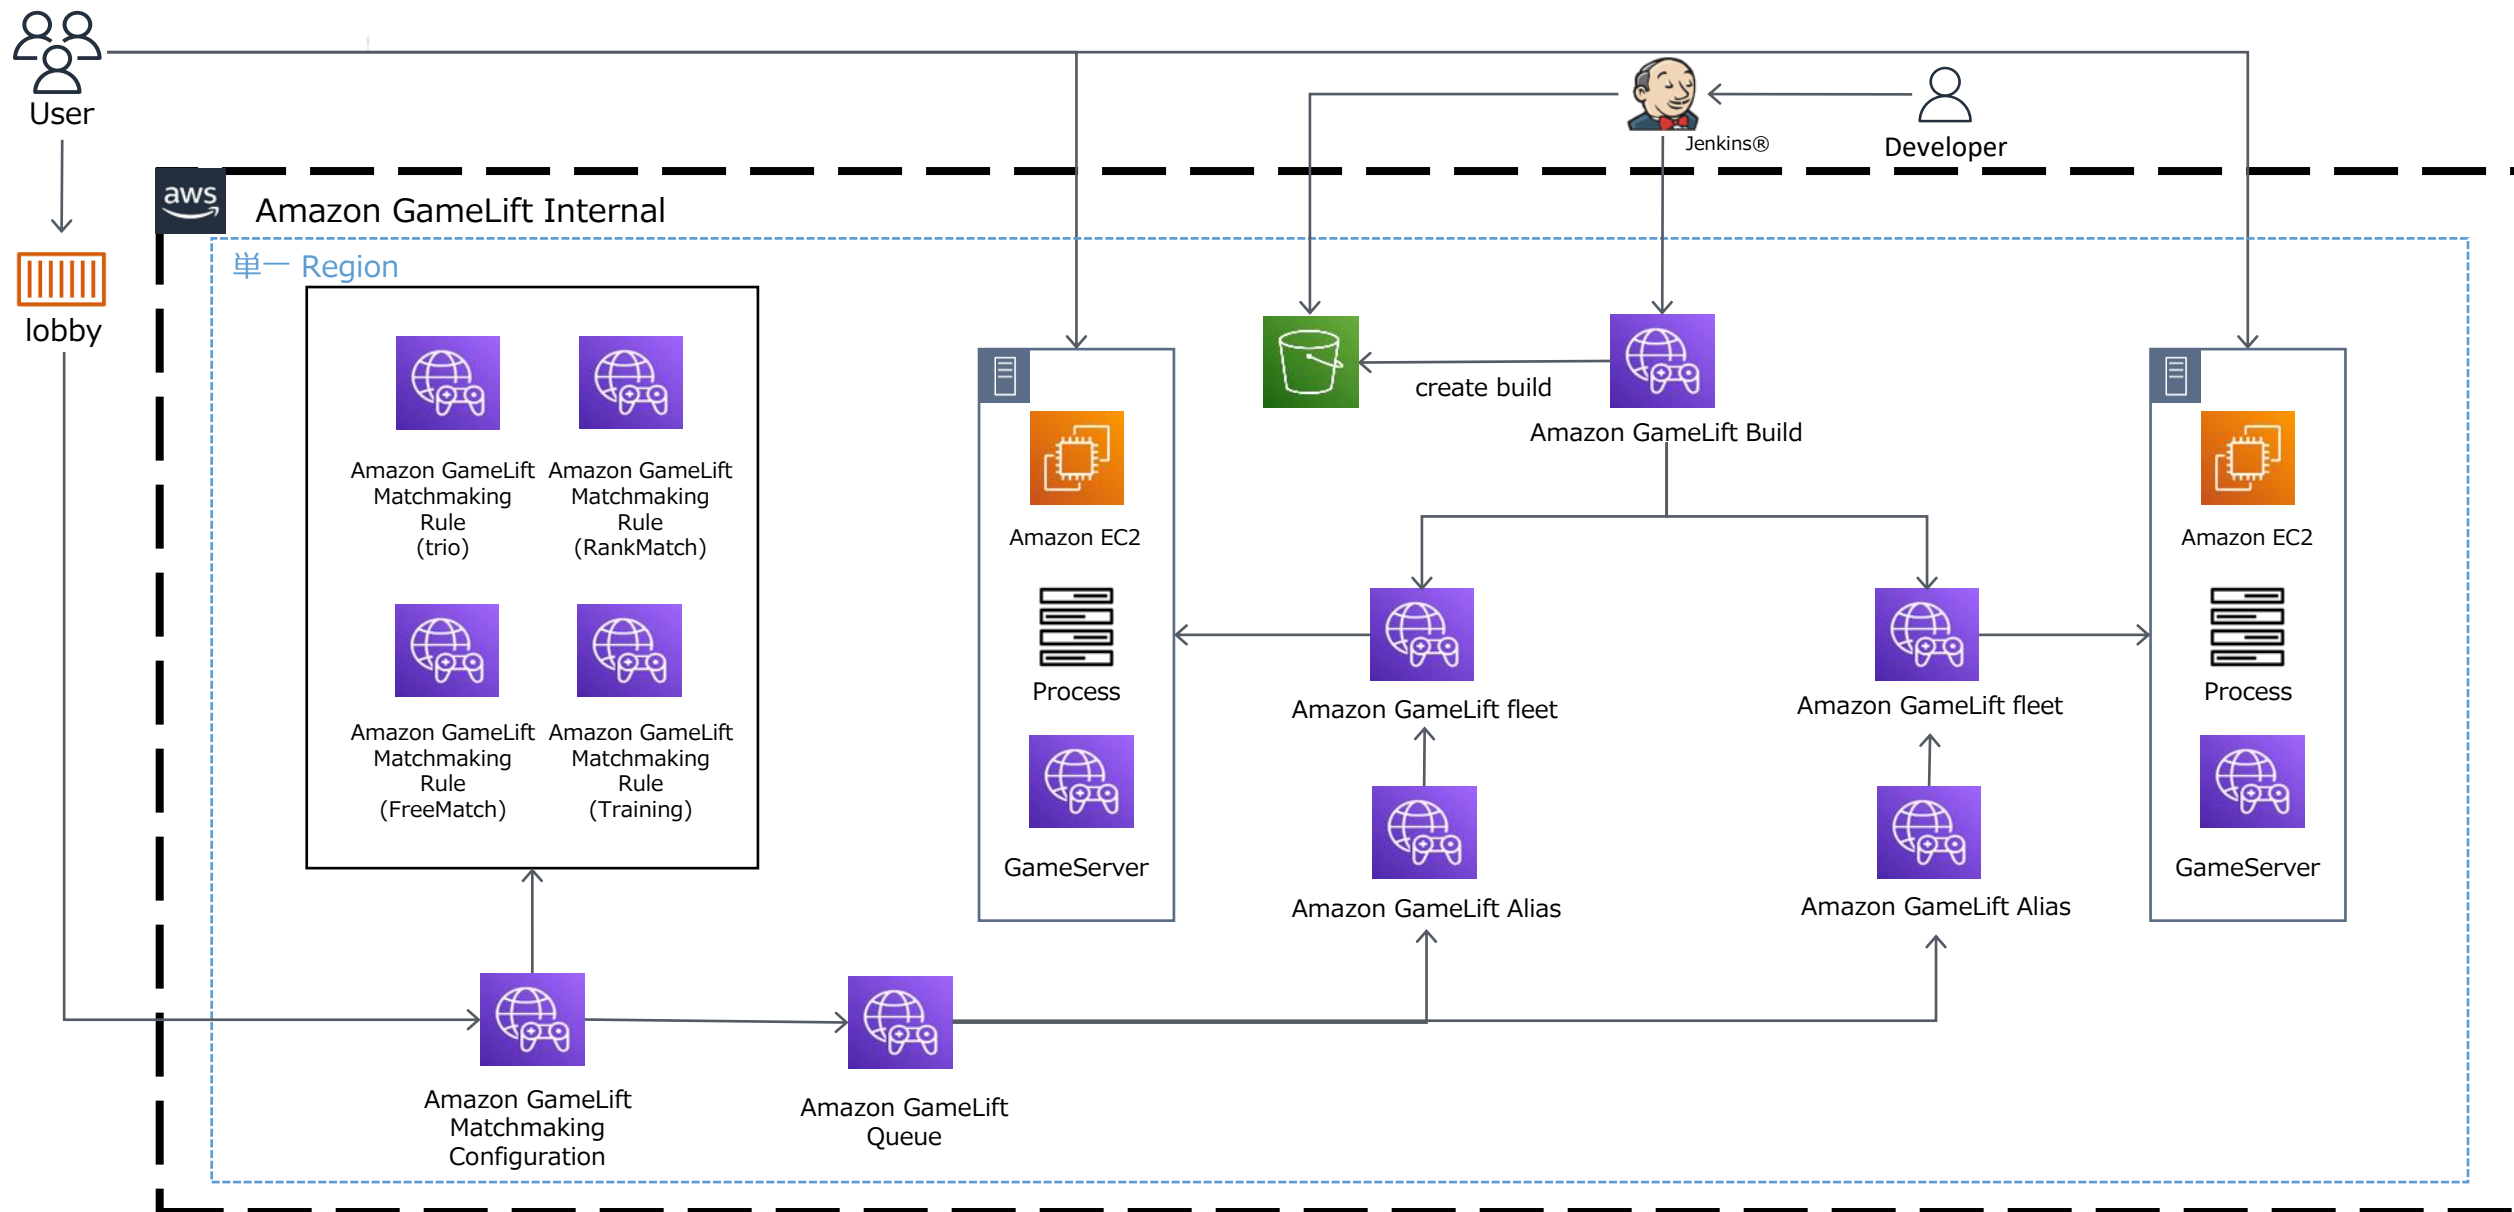 User
Jenkins®
Developer
aws
Amazon GameLift Internal
単一 Region
lobby
Amazon GameLift
Matchmaking
Rule
(trio)
Amazon GameLift
Matchmaking
Rule
(RankMatch)
Amazon GameLift
Matchmaking
Rule
(FreeMatch)
Amazon GameLift
Matchmaking
Rule
(Training)
Amazon EC2
Process
GameServer
create build
Amazon GameLift Build
Amazon GameLift fleet
Amazon GameLift fleet
Amazon GameLift Alias
Amazon GameLift Alias
Amazon EC2
Process
GameServer
Amazon GameLift
Matchmaking
Configuration
Amazon GameLift
Queue